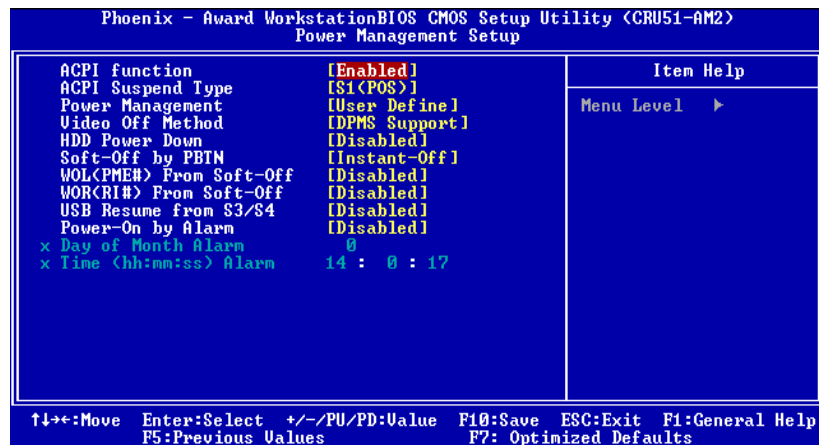 Phoenix - Award WorkstationBIOS CMOS Setup Utility (CRU51-AM2)
Power Management Setup
ACPI function [Enabled]
ACPI Suspend Type [S1(POS)]
Power Management [User Define]
Video Off Method [DPMS Support]
HDD Power Down [Disabled]
Soft-Off by PBTN [Instant-Off]
WOL(PME#) From Soft-Off [Disabled]
WOR(RI#) From Soft-Off [Disabled]
USB Resume from S3/S4 [Disabled]
Power-On by Alarm [Disabled]
x Day of Month Alarm 0
x Time (hh:mm:ss) Alarm 14 : 0 : 17
Item Help
Menu Level ▶
↑↓→←:Move Enter:Select +/-/PU/PD:Value F10:Save ESC:Exit F1:General Help
F5:Previous Values F7: Optimized Defaults